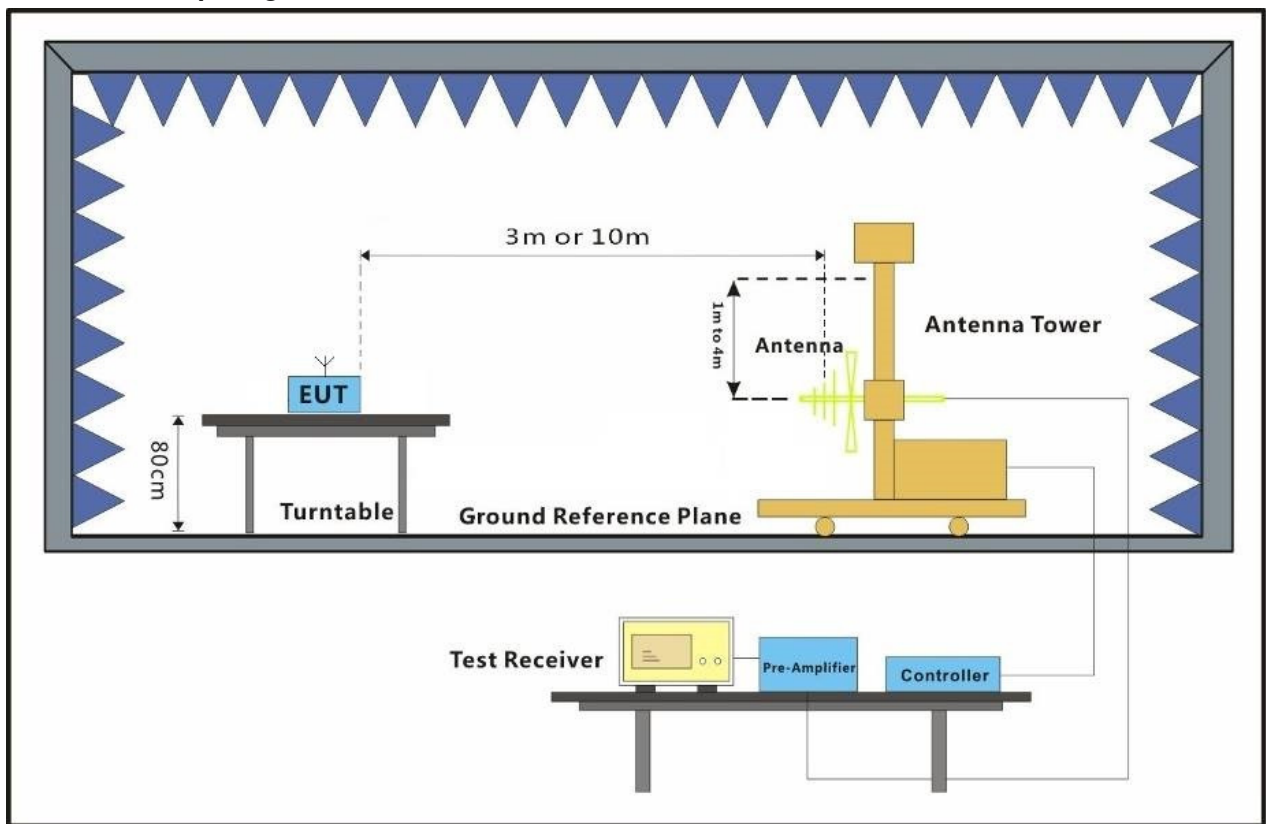 3m or 10m
1m to 4m
Antenna Tower
Antenna
EUT
80cm
Turntable
Ground Reference Plane
Test Receiver
Pre-Amplifier
Controller